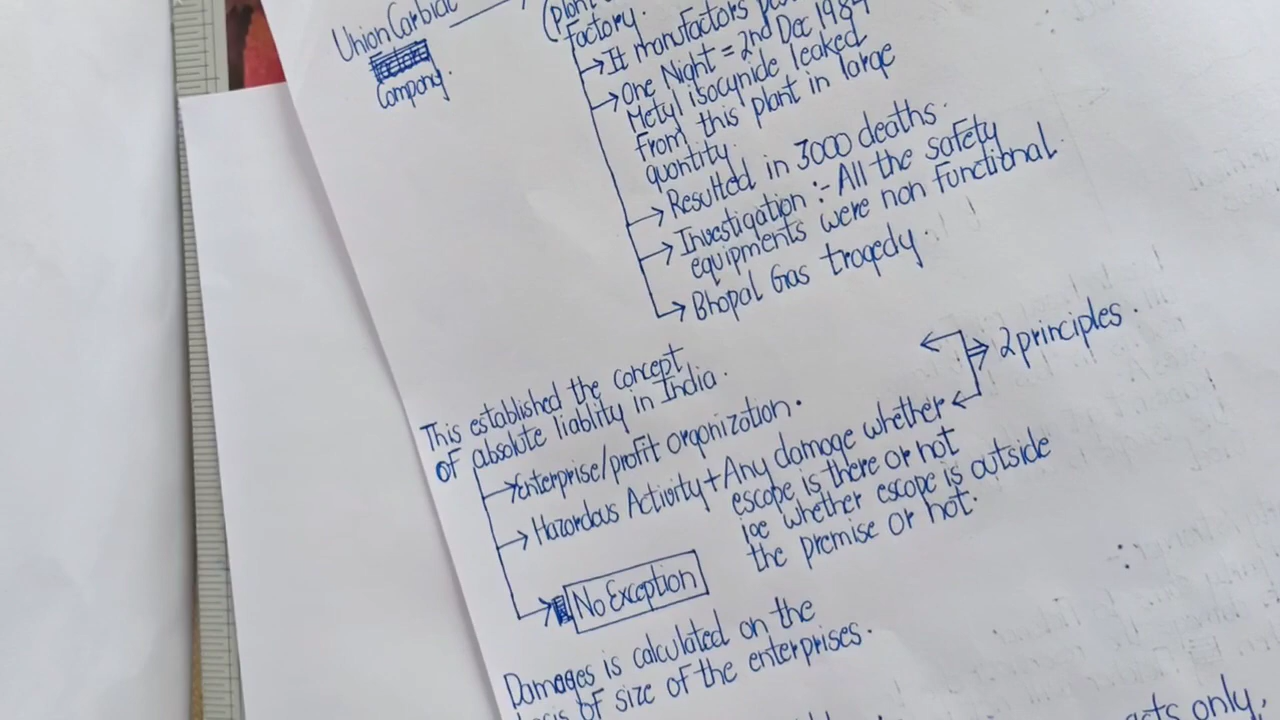 Union Carbide
Company.
(plant
factory.
It manufactors
One Night = 2nd Dec 1984
Metyl isocynide leaked
from this plant in large
quantity.
Resulted in 3000 deaths.
Investigation :- All the safety
equipments were non functional.
Bhopal Gas tragedy.
2 principles.
This established the concept
of absolute liablity in India.
Enterprise/profit organization.
Hazardous Activity + Any damage whether
escape is there or not
ie whether escape is outside
the premise or not.
No Exception
Damages is calculated on the
of size of the enterprises.
only,